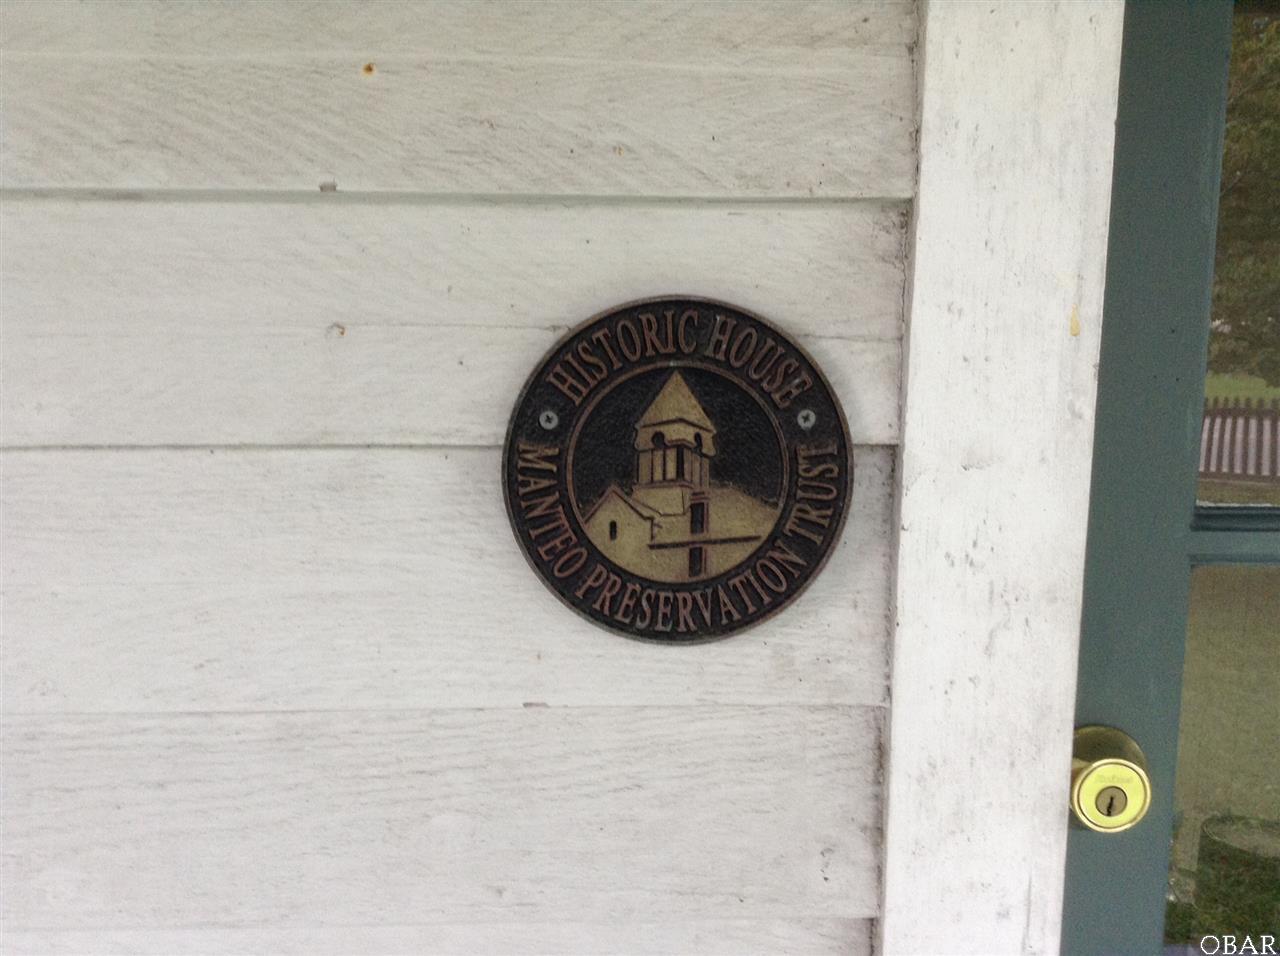 HISTORIC HOUSE
MANTEO PRESERVATION TRUST
OBAR